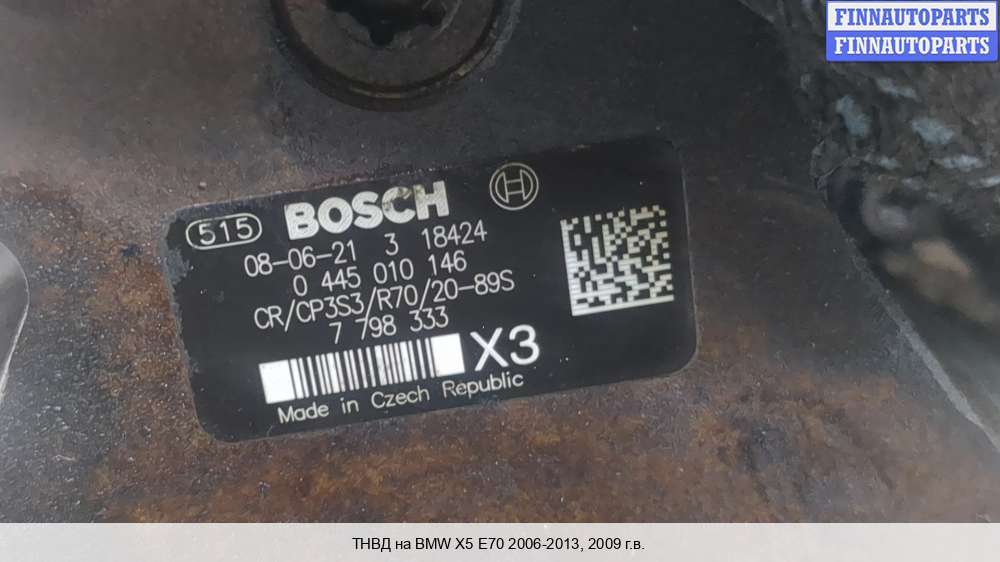 FINNAUTOPARTS
FINNAUTOPARTS
515 BOSCH
08-06-21 3 18424
0 445 010 146
CR/CP3S3/R70/20-89S
7 798 333
X3
Made in Czech Republic
ТНВД на BMW X5 E70 2006-2013, 2009 г.в.